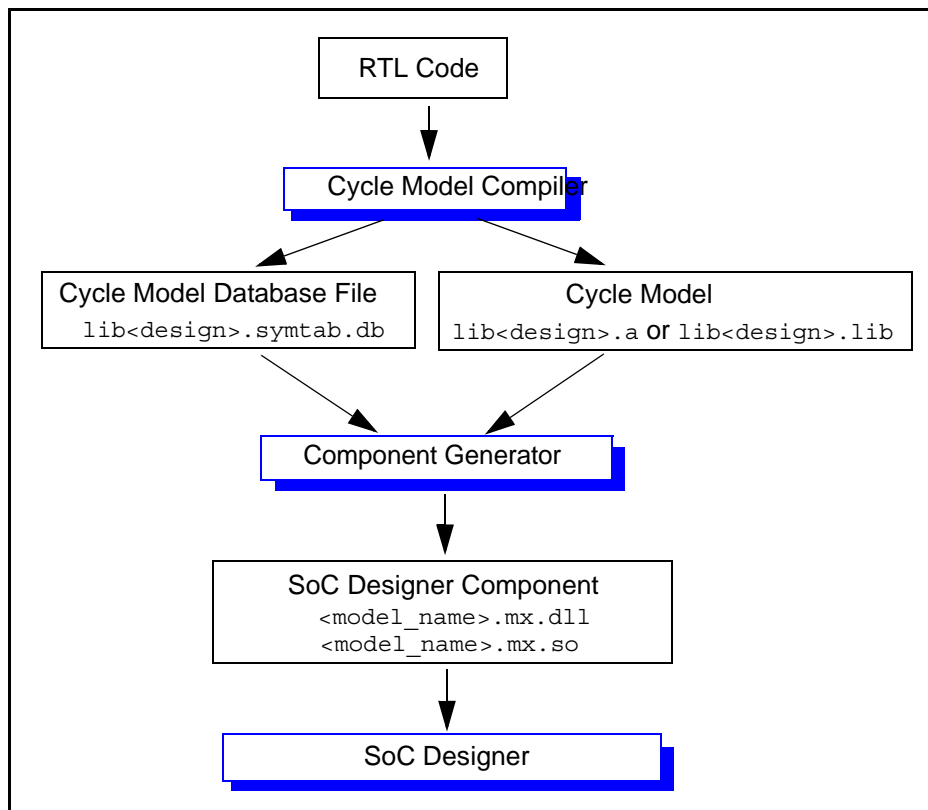 RTL Code
Cycle Model Compiler
Cycle Model Database File
lib<design>.symtab.db
Cycle Model
lib<design>.a or lib<design>.lib
Component Generator
SoC Designer Component
<model_name>.mx.dll
<model_name>.mx.so
SoC Designer